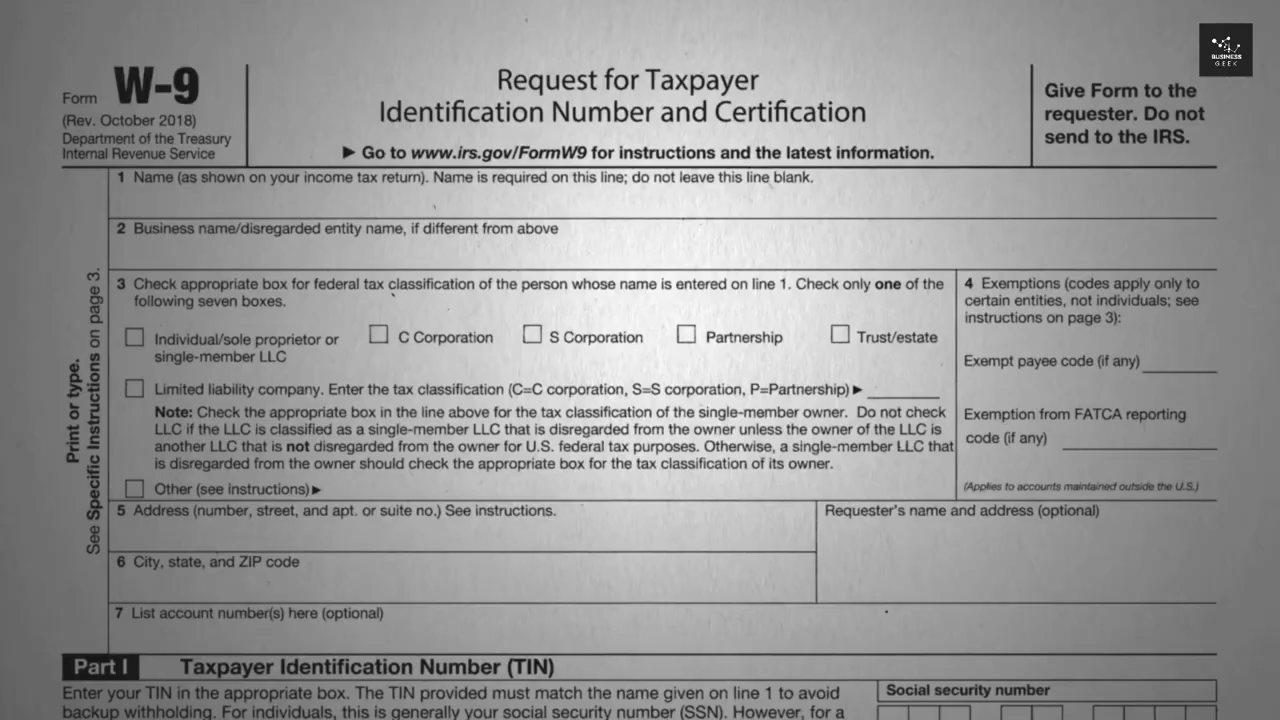 BUSINESS
GEEK
Form W-9
(Rev. October 2018)
Department of the Treasury
Internal Revenue Service
Request for Taxpayer
Identification Number and Certification
▶ Go to www.irs.gov/FormW9 for instructions and the latest information.
Give Form to the
requester. Do not
send to the IRS.
Print or type.
See Specific Instructions on page 3.
1 Name (as shown on your income tax return). Name is required on this line; do not leave this line blank.
2 Business name/disregarded entity name, if different from above
3 Check appropriate box for federal tax classification of the person whose name is entered on line 1. Check only one of the
following seven boxes.
Individual/sole proprietor or
single-member LLC
C Corporation
S Corporation
Partnership
Trust/estate
Limited liability company. Enter the tax classification (C=C corporation, S=S corporation, P=Partnership) ▶
Note: Check the appropriate box in the line above for the tax classification of the single-member owner. Do not check
LLC if the LLC is classified as a single-member LLC that is disregarded from the owner unless the owner of the LLC is
another LLC that is not disregarded from the owner for U.S. federal tax purposes. Otherwise, a single-member LLC that
is disregarded from the owner should check the appropriate box for the tax classification of its owner.
Other (see instructions) ▶
4 Exemptions (codes apply only to
certain entities, not individuals; see
instructions on page 3):
Exempt payee code (if any)
Exemption from FATCA reporting
code (if any)
(Applies to accounts maintained outside the U.S.)
5 Address (number, street, and apt. or suite no.) See instructions.
Requester's name and address (optional)
6 City, state, and ZIP code
7 List account number(s) here (optional)
Part I Taxpayer Identification Number (TIN)
Enter your TIN in the appropriate box. The TIN provided must match the name given on line 1 to avoid
backup withholding. For individuals, this is generally your social security number (SSN). However, for a
Social security number